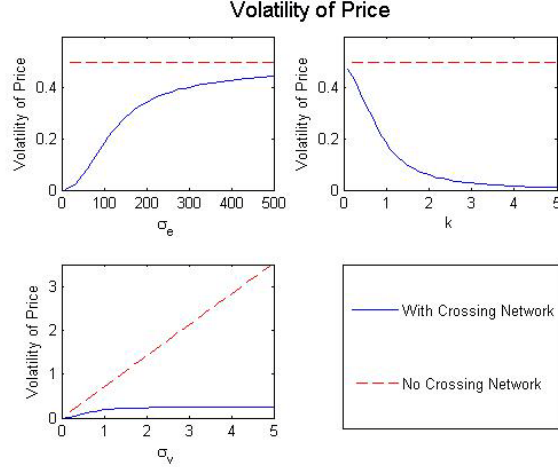 Volatility of Price
Volatility of Price
0.4
0.2
0
0 100 200 300 400 500
σe
Volatility of Price
0.4
0.2
0
0 1 2 3 4 5
k
Volatility of Price
3
2
1
0
0 1 2 3 4 5
σv
With Crossing Network
No Crossing Network